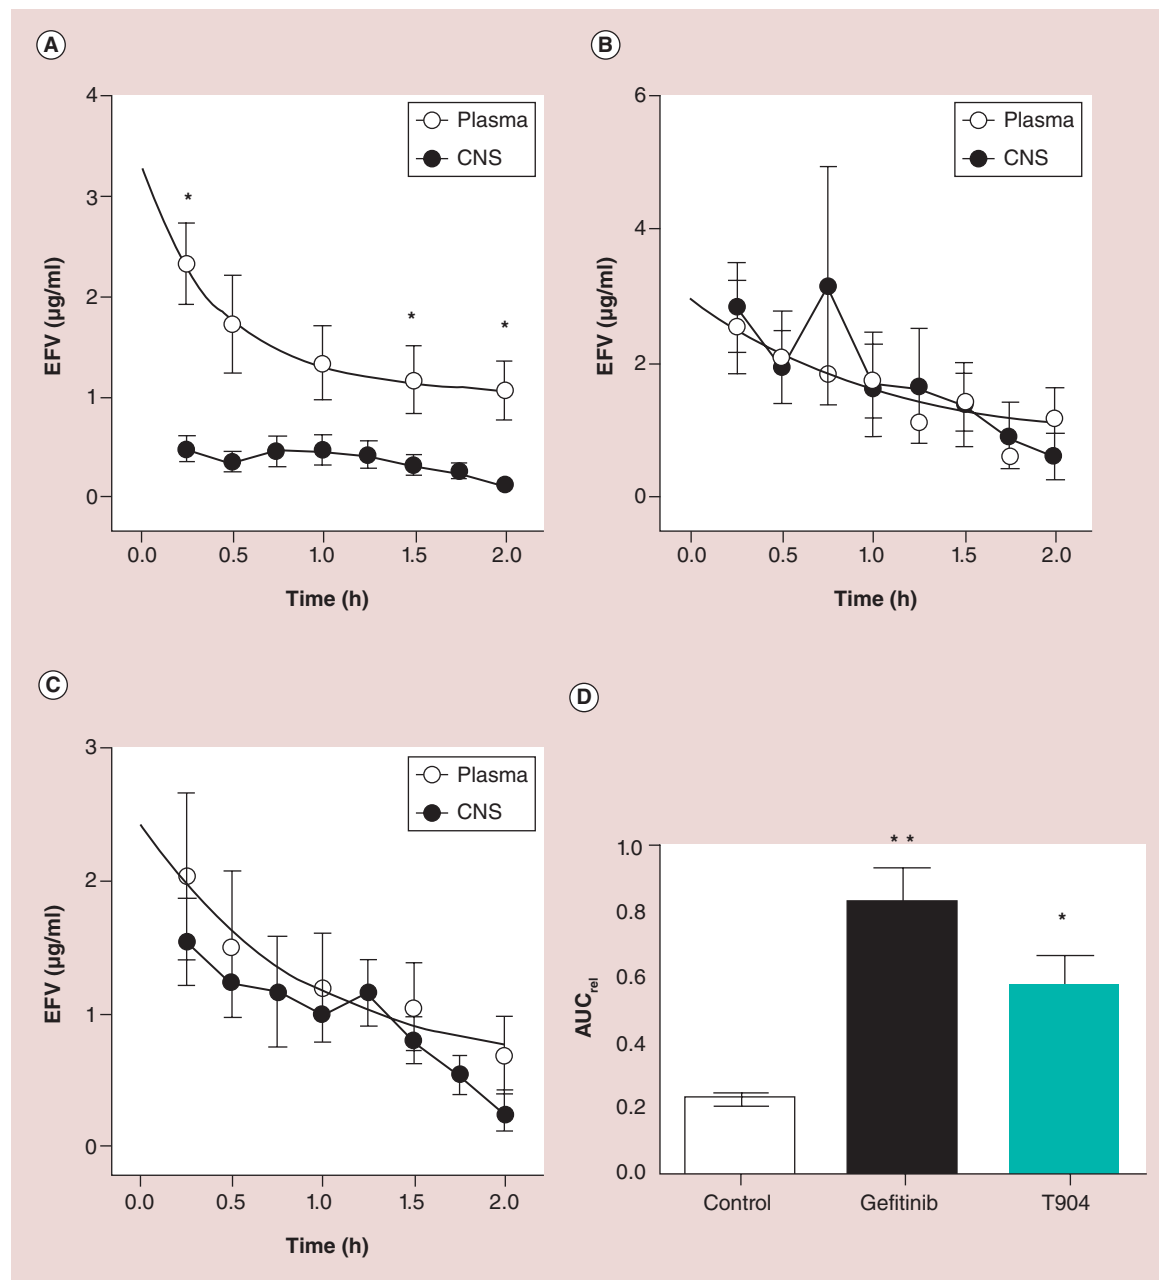 A
4
3
2
1
0
EFV (µg/ml)
*
*
*
Plasma
CNS
0.0 0.5 1.0 1.5 2.0
Time (h)
B
6
4
2
0
EFV (µg/ml)
Plasma
CNS
0.0 0.5 1.0 1.5 2.0
Time (h)
C
3
2
1
0
EFV (µg/ml)
Plasma
CNS
0.0 0.5 1.0 1.5 2.0
Time (h)
D
1.0
0.8
0.6
0.4
0.2
0.0
AUCrel
* *
*
Control Gefitinib T904